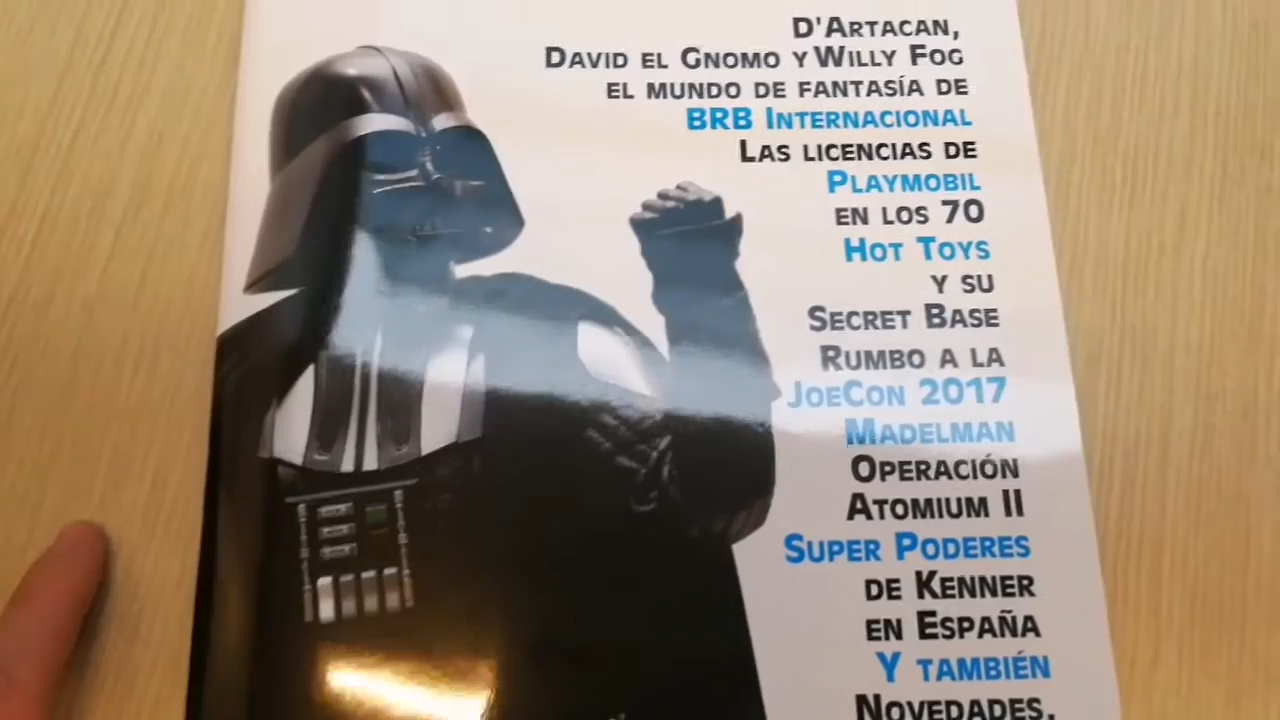 D'Artacan,
David el Gnomo y Willy Fog
el mundo de fantasía de
BRB Internacional
Las licencias de
Playmobil
en los 70
Hot Toys
y su
Secret Base
Rumbo a la
JoeCon 2017
Madelman
Operación
Atomium II
Super Poderes
de Kenner
en España
Y también
Novedades,